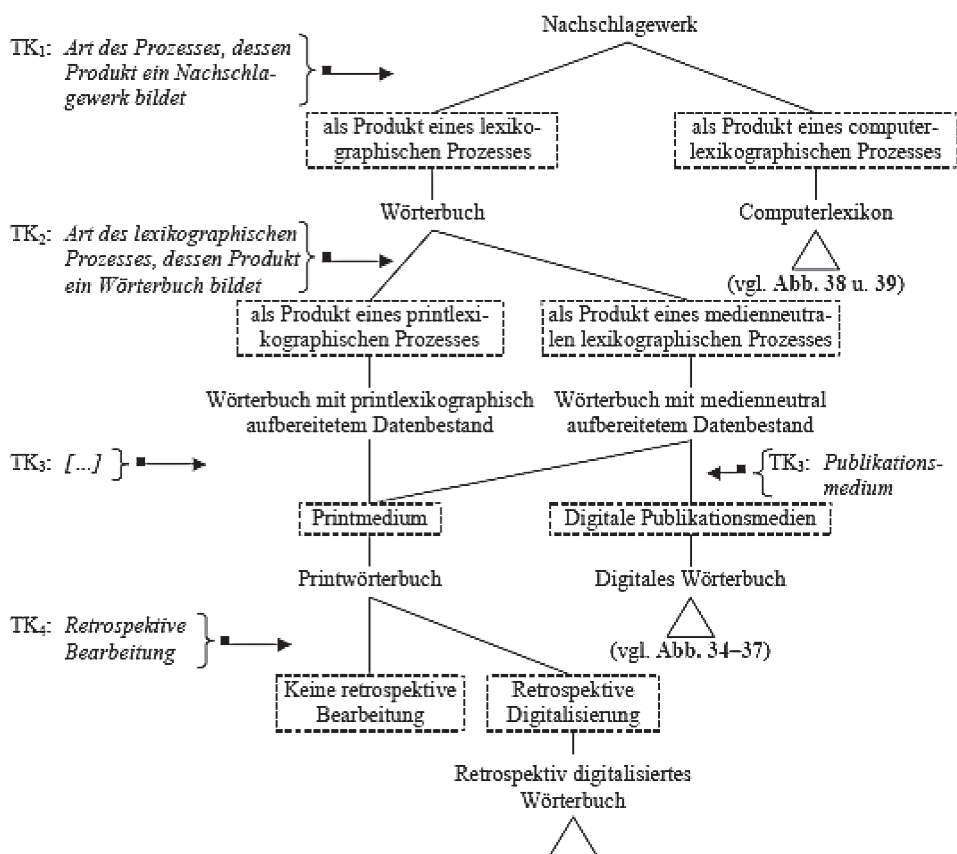 Nachschlagewerk
TK₁: Art des Prozesses, dessen
Produkt ein Nachschla-
gewerk bildet
als Produkt eines lexiko-
graphischen Prozesses
als Produkt eines computer-
lexikographischen Prozesses
Wörterbuch
Computerlexikon
(vgl. Abb. 38 u. 39)
TK₂: Art des lexikographischen
Prozesses, dessen Produkt
ein Wörterbuch bildet
als Produkt eines printlexi-
kographischen Prozesses
als Produkt eines medienneutra-
len lexikographischen Prozesses
Wörterbuch mit printlexikographisch
aufbereitetem Datenbestand
Wörterbuch mit medienneutral
aufbereitetem Datenbestand
TK₃: [...]
TK₃: Publikations-
medium
Printmedium
Digitale Publikationsmedien
Printwörterbuch
Digitales Wörterbuch
(vgl. Abb. 34–37)
TK₄: Retrospektive
Bearbeitung
Keine retrospektive
Bearbeitung
Retrospektive
Digitalisierung
Retrospektiv digitalisiertes
Wörterbuch